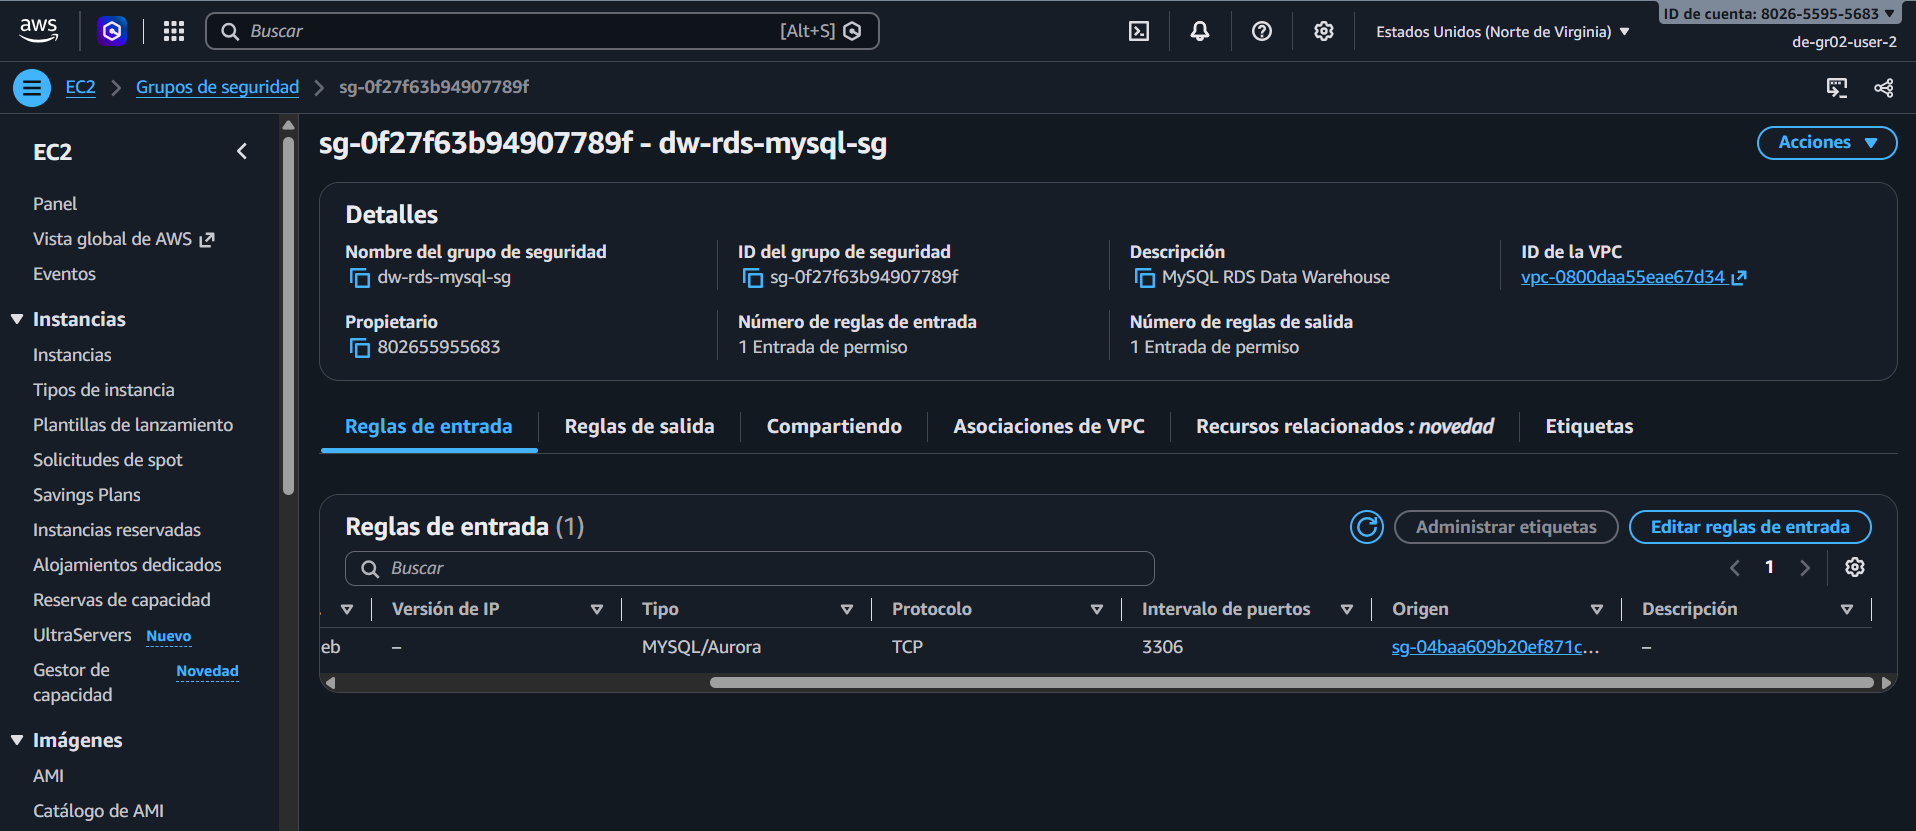 aws
Buscar [Alt+S]
Estados Unidos (Norte de Virginia) ▼
ID de cuenta: 8026-5595-5683 ▼
de-gr02-user-2
EC2 > Grupos de seguridad > sg-0f27f63b94907789f
EC2
Panel
Vista global de AWS
Eventos
Instancias
Instancias
Tipos de instancia
Plantillas de lanzamiento
Solicitudes de spot
Savings Plans
Instancias reservadas
Alojamientos dedicados
Reservas de capacidad
UltraServers Nuevo
Gestor de capacidad Novedad
Imágenes
AMI
Catálogo de AMI
sg-0f27f63b94907789f - dw-rds-mysql-sg
Acciones ▼
Detalles
Nombre del grupo de seguridad
dw-rds-mysql-sg
ID del grupo de seguridad
sg-0f27f63b94907789f
Descripción
MySQL RDS Data Warehouse
ID de la VPC
vpc-0800daa55eae67d34
Propietario
802655955683
Número de reglas de entrada
1 Entrada de permiso
Número de reglas de salida
1 Entrada de permiso
Reglas de entrada
Reglas de salida
Compartiendo
Asociaciones de VPC
Recursos relacionados : novedad
Etiquetas
Reglas de entrada (1)
Administrar etiquetas
Editar reglas de entrada
Buscar
1
Versión de IP Tipo Protocolo Intervalo de puertos Origen Descripción
eb – MYSQL/Aurora TCP 3306 sg-04baa609b20ef871c... –